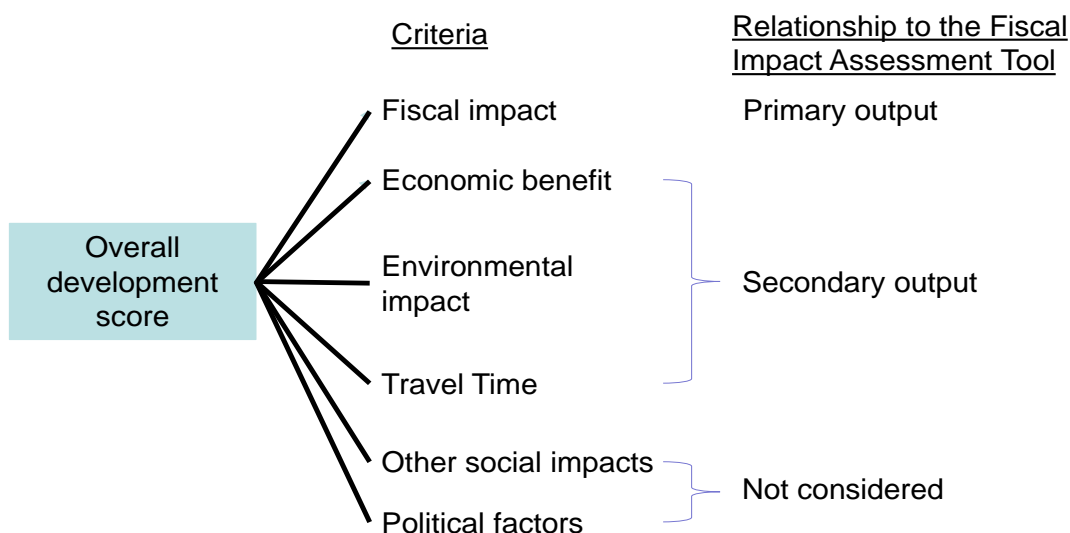 Criteria
Relationship to the Fiscal
Impact Assessment Tool
Fiscal impact
Primary output
Economic benefit
Overall
development
score
Environmental
impact
Secondary output
Travel Time
Other social impacts
Not considered
Political factors